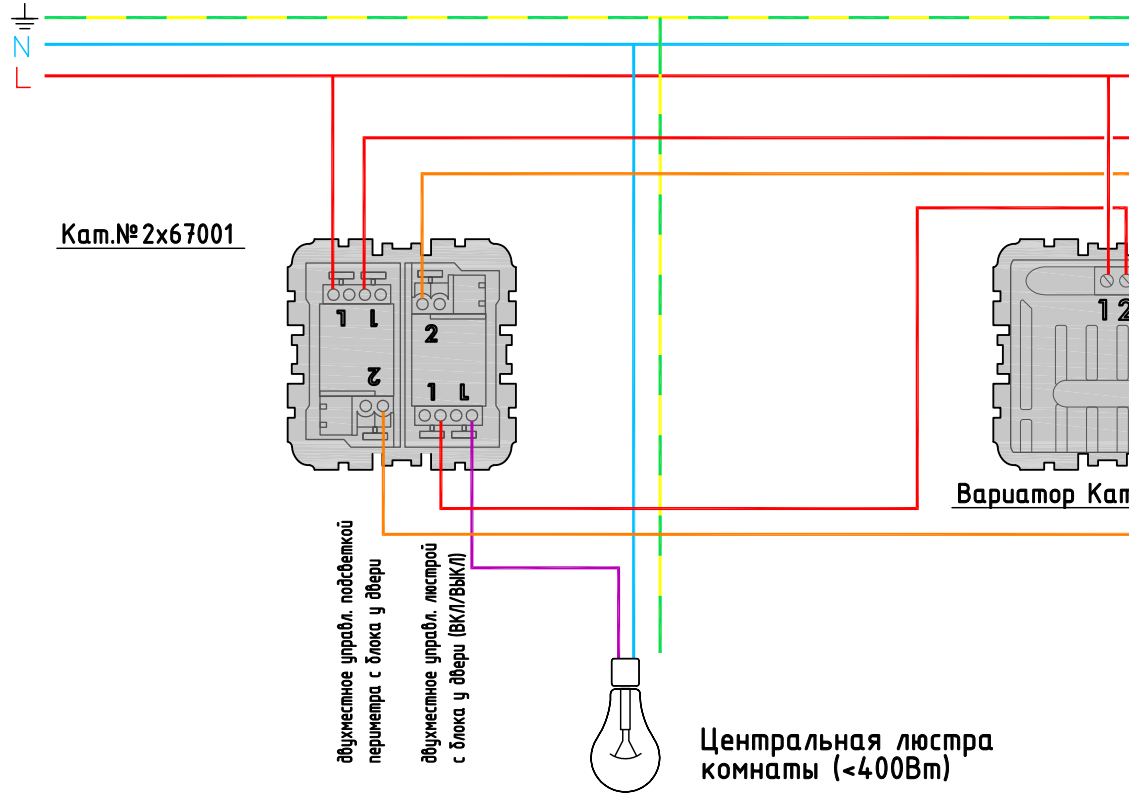 N
L
Кат.№2х67001
1 1
2
2
1 L
1 2
Вариатор Кат
двухместное управл. подсветкой
периметра с блока у двери
двухместное управл. люстрой
с блока у двери (ВКЛ/ВЫКЛ)
Центральная люстра
комнаты (<400Вт)